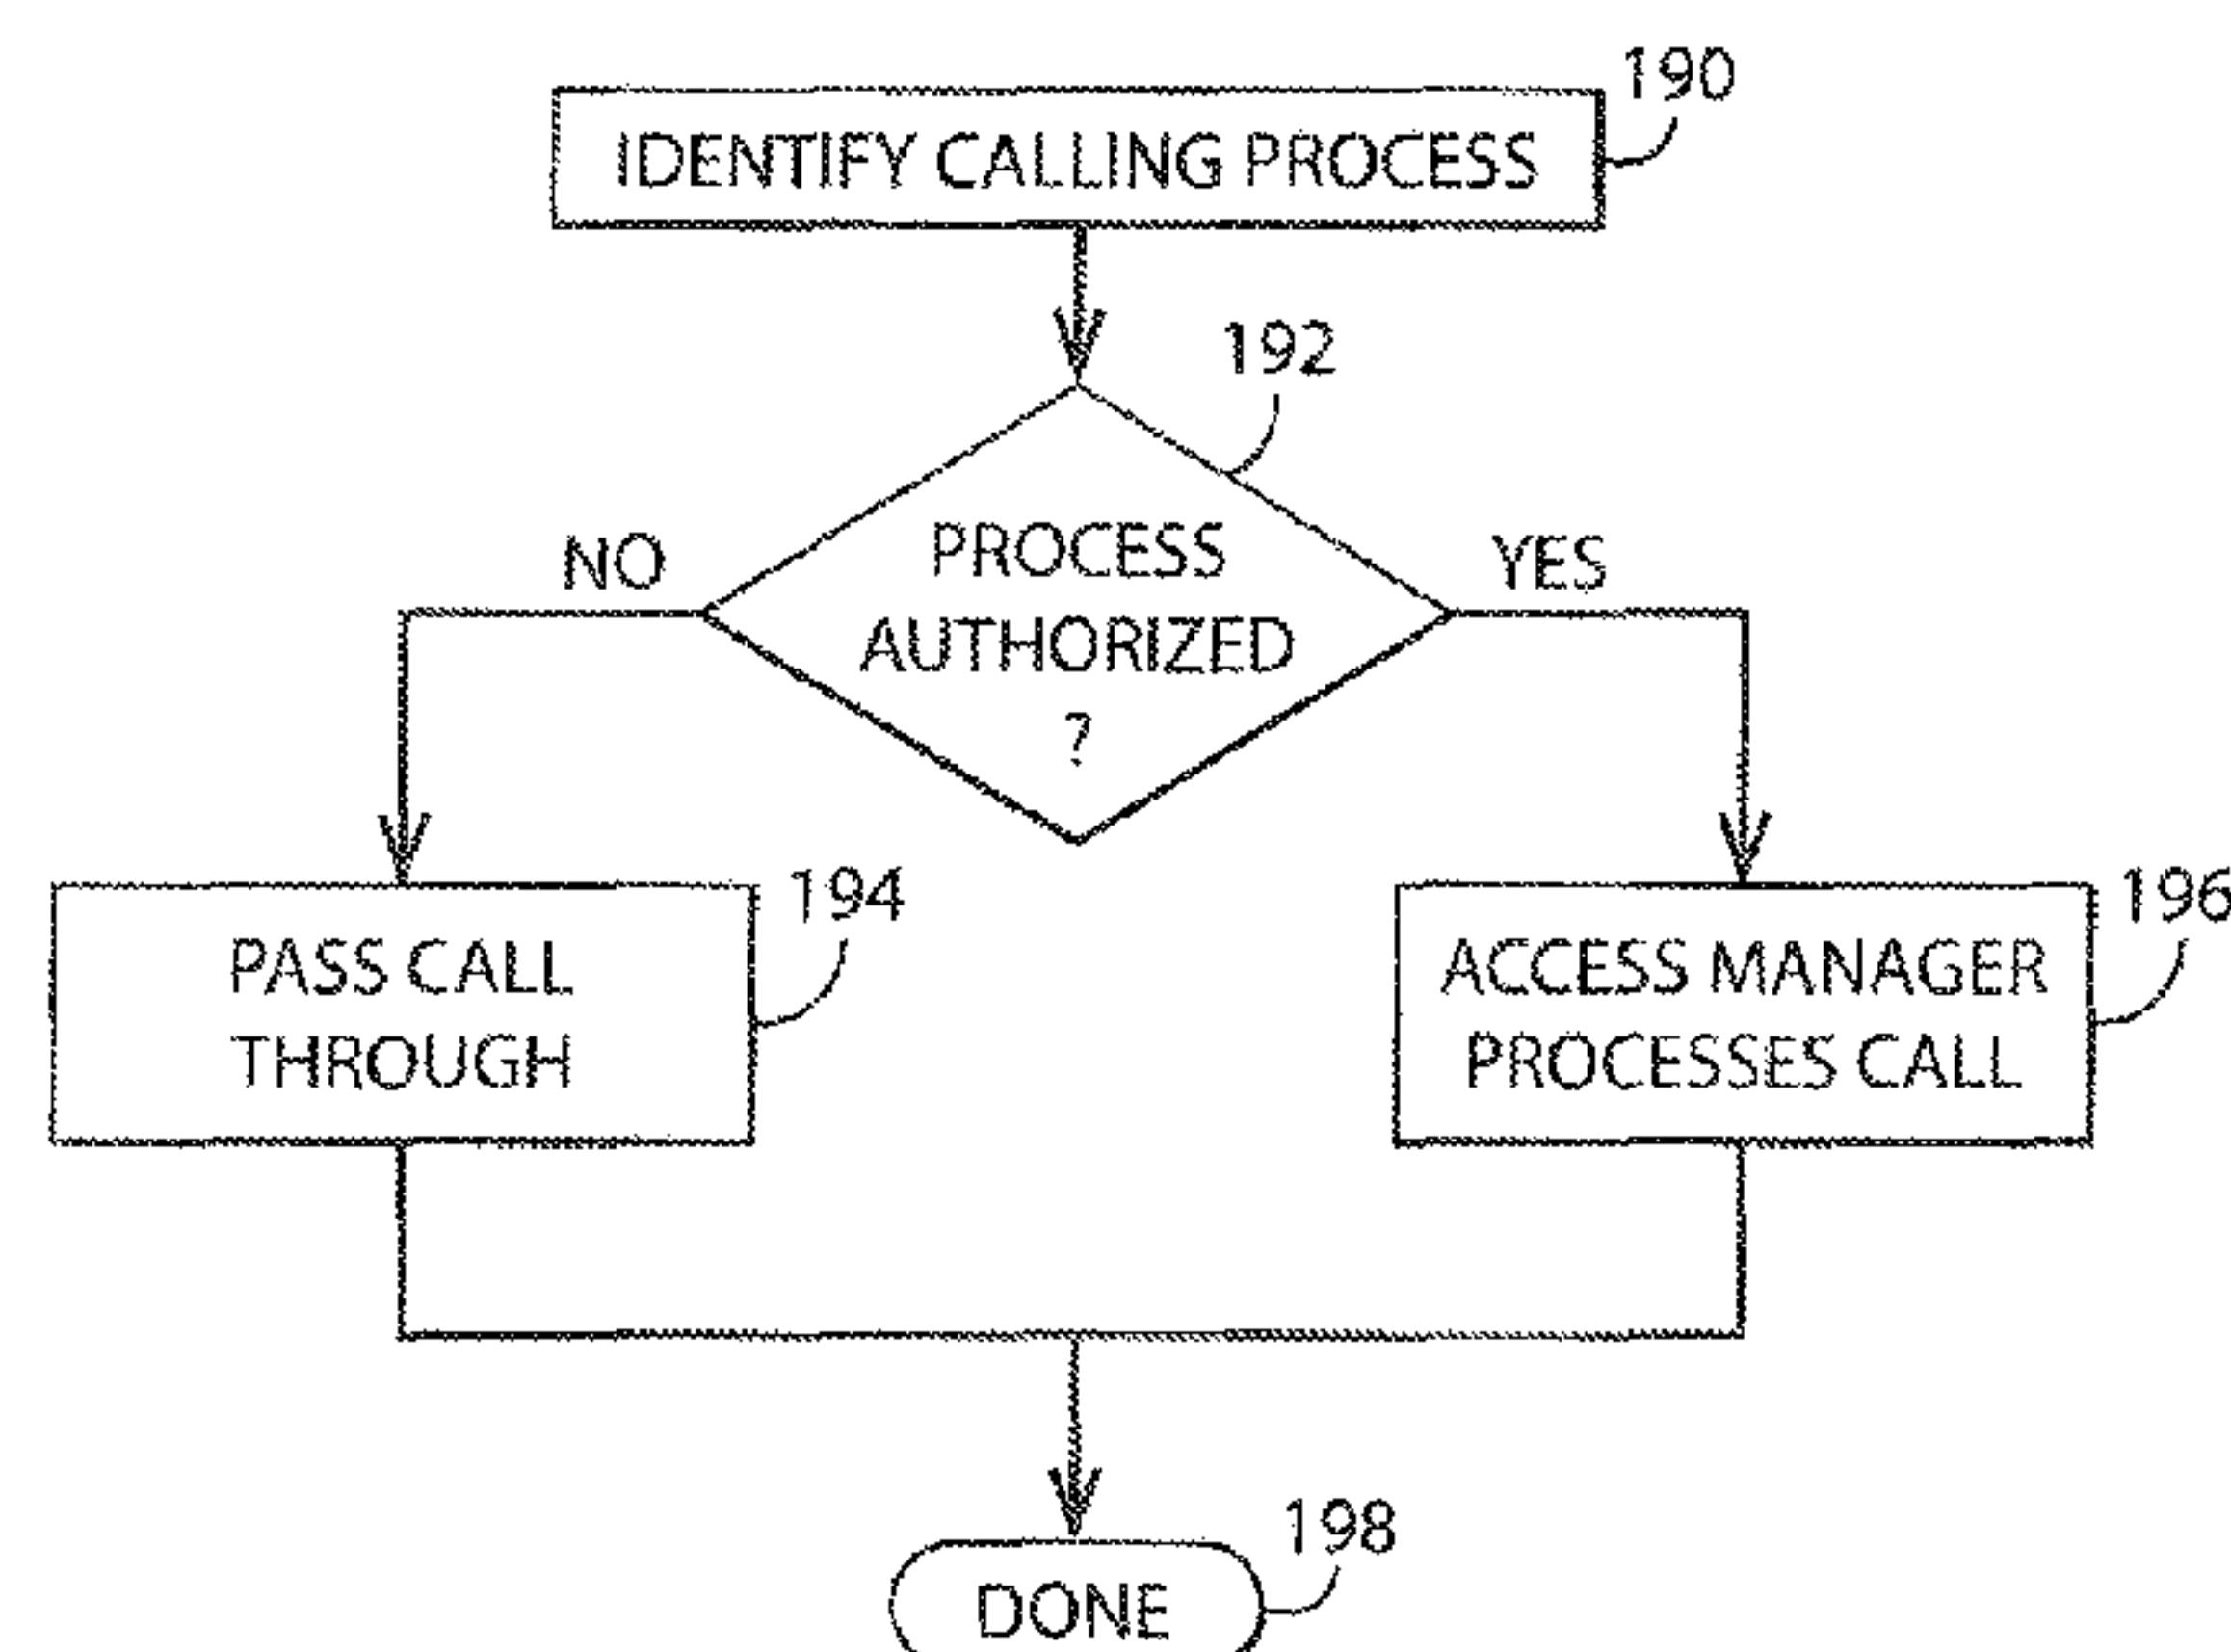 190
IDENTIFY CALLING PROCESS
192
NO
PROCESS
AUTHORIZED
?
YES
194
PASS CALL
THROUGH
196
ACCESS MANAGER
PROCESSES CALL
198
DONE